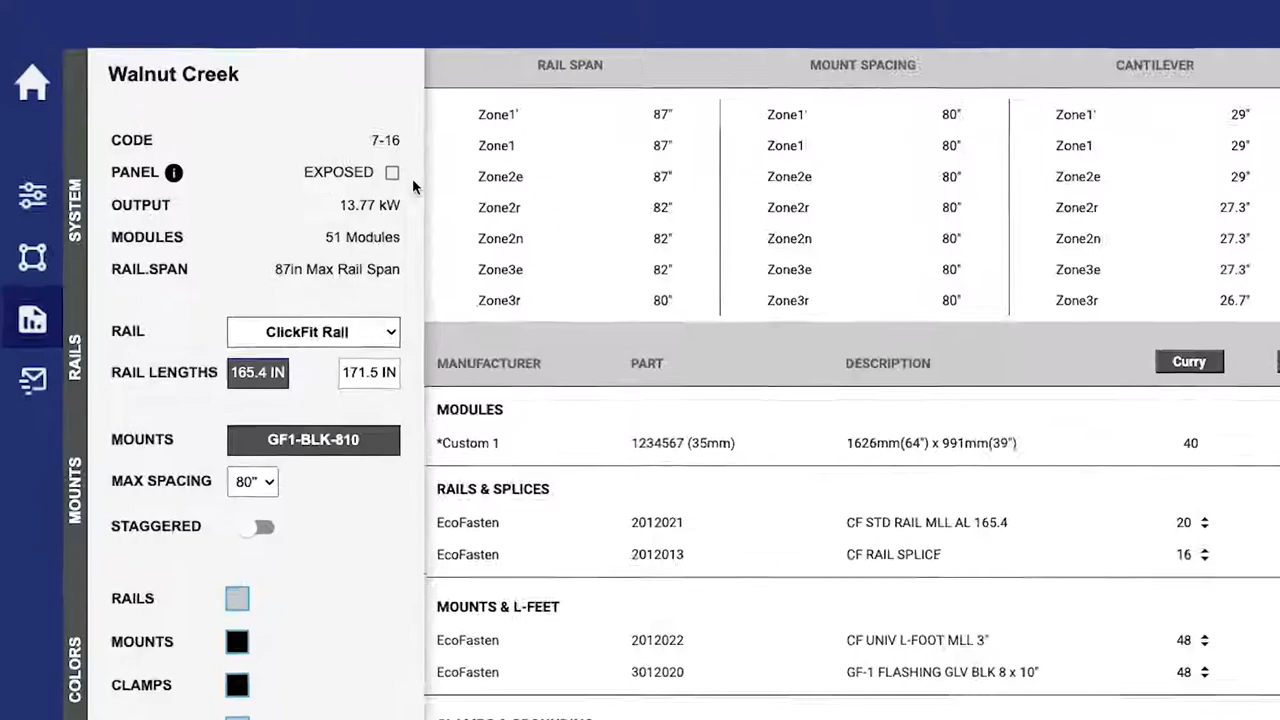 Walnut Creek
CODE 7-16
PANEL i EXPOSED
OUTPUT 13.77 kW
MODULES 51 Modules
RAIL.SPAN 87in Max Rail Span
RAIL ClickFit Rail
RAIL LENGTHS 165.4 IN 171.5 IN
MOUNTS GF1-BLK-810
MAX SPACING 80"
STAGGERED
RAILS
MOUNTS
CLAMPS
SYSTEM
RAILS
MOUNTS
COLORS
RAIL SPAN MOUNT SPACING CANTILEVER
Zone1' 87" Zone1' 80" Zone1' 29"
Zone1 87" Zone1 80" Zone1 29"
Zone2e 87" Zone2e 80" Zone2e 29"
Zone2r 82" Zone2r 80" Zone2r 27.3"
Zone2n 82" Zone2n 80" Zone2n 27.3"
Zone3e 82" Zone3e 80" Zone3e 27.3"
Zone3r 80" Zone3r 80" Zone3r 26.7"
MANUFACTURER PART DESCRIPTION Curry
MODULES
*Custom 1 1234567 (35mm) 1626mm(64") x 991mm(39") 40
RAILS & SPLICES
EcoFasten 2012021 CF STD RAIL MLL AL 165.4 20
EcoFasten 2012013 CF RAIL SPLICE 16
MOUNTS & L-FEET
EcoFasten 2012022 CF UNIV L-FOOT MLL 3" 48
EcoFasten 3012020 GF-1 FLASHING GLV BLK 8 x 10" 48